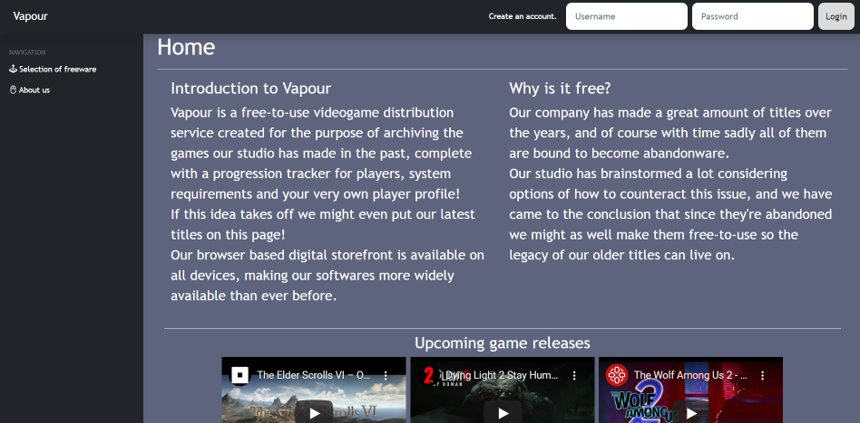 Vapour
Create an account.
Username
Password
Login
NAVIGATION
Selection of freeware
About us
Home
Introduction to Vapour
Vapour is a free-to-use videogame distribution
service created for the purpose of archiving the
games our studio has made in the past, complete
with a progression tracker for players, system
requirements and your very own player profile!
If this idea takes off we might even put our latest
titles on this page!
Our browser based digital storefront is available on
all devices, making our softwares more widely
available than ever before.
Why is it free?
Our company has made a great amount of titles over
the years, and of course with time sadly all of them
are bound to become abandonware.
Our studio has brainstormed a lot considering
options of how to counteract this issue, and we have
came to the conclusion that since they're abandoned
we might as well make them free-to-use so the
legacy of our older titles can live on.
Upcoming game releases
The Elder Scrolls VI – O...
The Elder Scrolls VI
2 Dying Light 2 Stay Hum...
The Wolf Among Us 2 - ...
WOLF
AMONG
2